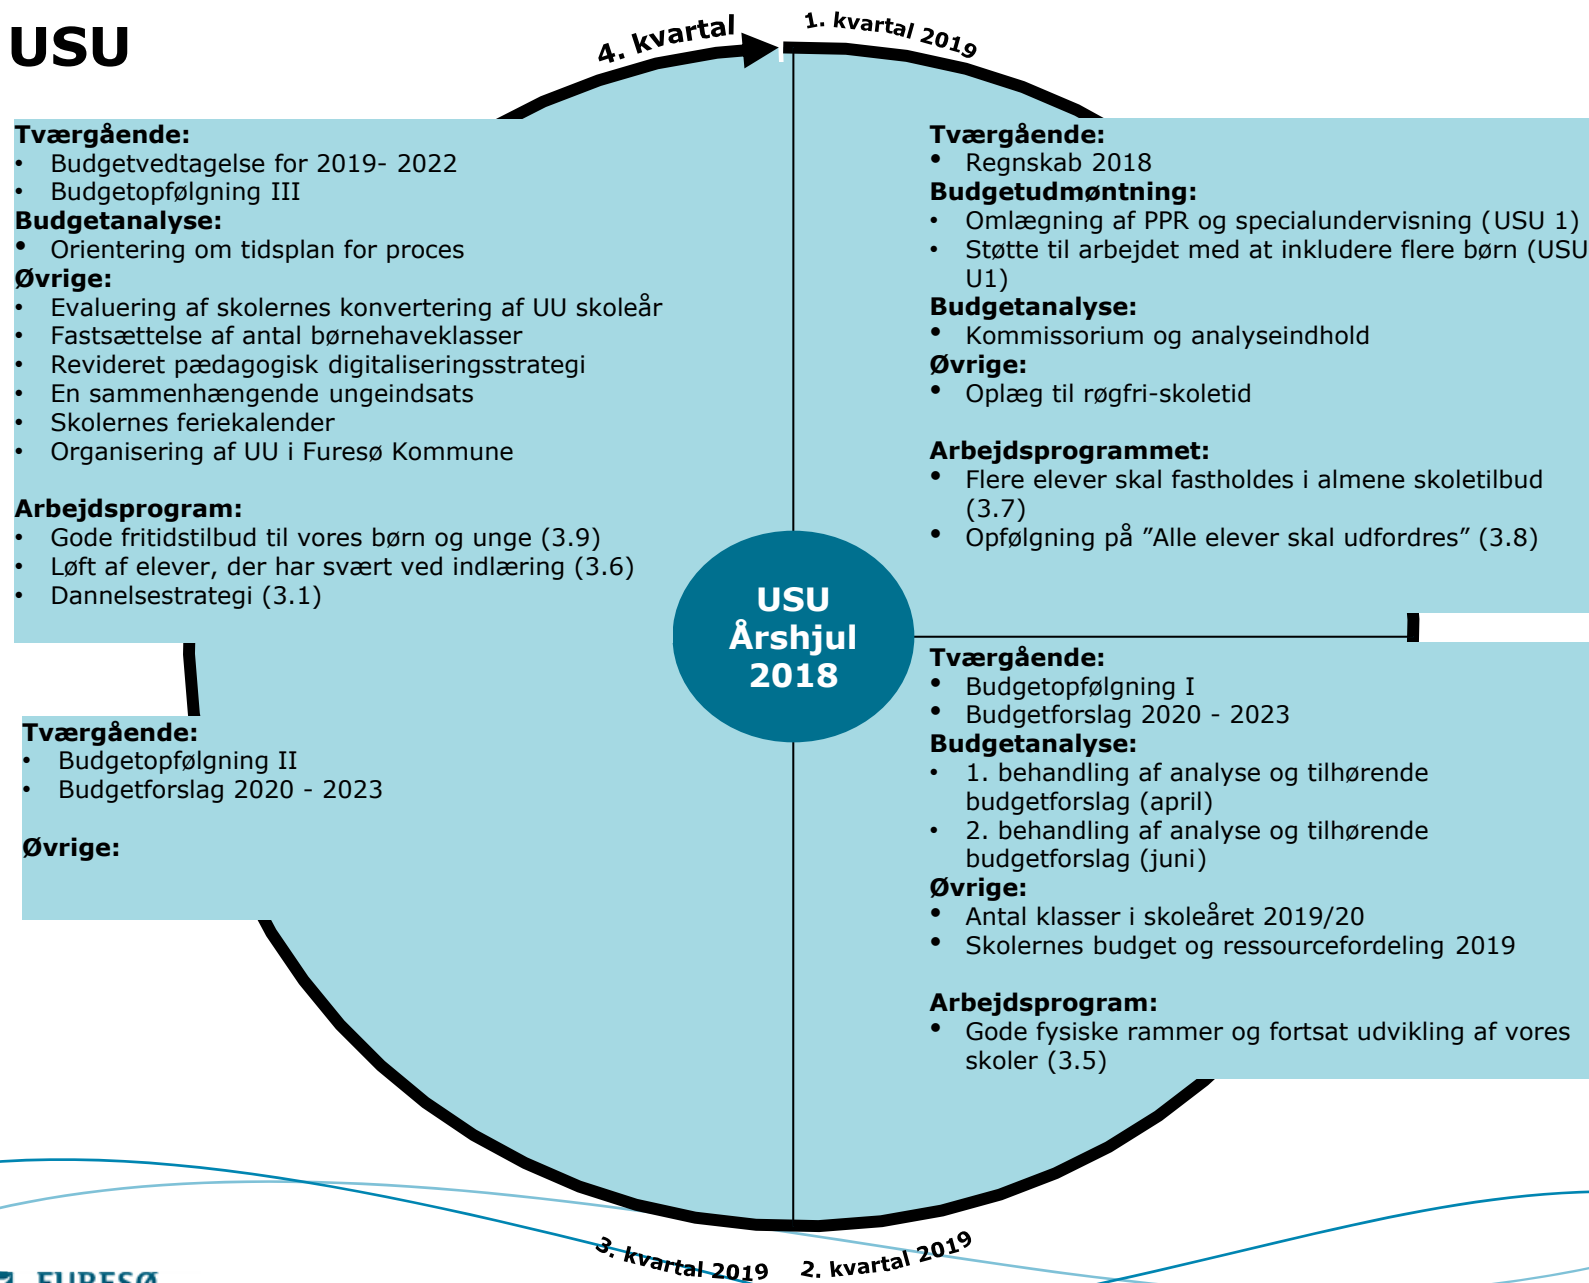 USU
4. kvartal
1. kvartal 2019
Tværgående:
• Budgetvedtagelse for 2019- 2022
• Budgetopfølgning III
Budgetanalyse:
• Orientering om tidsplan for proces
Øvrige:
• Evaluering af skolernes konvertering af UU skoleår
• Fastsættelse af antal børnehaveklasser
• Revideret pædagogisk digitaliseringsstrategi
• En sammenhængende ungeindsats
• Skolernes feriekalender
• Organisering af UU i Furesø Kommune
Arbejdsprogram:
• Gode fritidstilbud til vores børn og unge (3.9)
• Løft af elever, der har svært ved indlæring (3.6)
• Dannelsestrategi (3.1)
Tværgående:
• Regnskab 2018
Budgetudmøntning:
• Omlægning af PPR og specialundervisning (USU 1)
• Støtte til arbejdet med at inkludere flere børn (USU
U1)
Budgetanalyse:
• Kommissorium og analyseindhold
Øvrige:
• Oplæg til røgfri-skoletid
Arbejdsprogrammet:
• Flere elever skal fastholdes i almene skoletilbud
(3.7)
• Opfølgning på ”Alle elever skal udfordres” (3.8)
USU
Årshjul
2018
Tværgående:
• Budgetopfølgning II
• Budgetforslag 2020 - 2023
Øvrige:
Tværgående:
• Budgetopfølgning I
• Budgetforslag 2020 - 2023
Budgetanalyse:
• 1. behandling af analyse og tilhørende
budgetforslag (april)
• 2. behandling af analyse og tilhørende
budgetforslag (juni)
Øvrige:
• Antal klasser i skoleåret 2019/20
• Skolernes budget og ressourcefordeling 2019
Arbejdsprogram:
• Gode fysiske rammer og fortsat udvikling af vores
skoler (3.5)
3. kvartal 2019
2. kvartal 2019
FURESØ